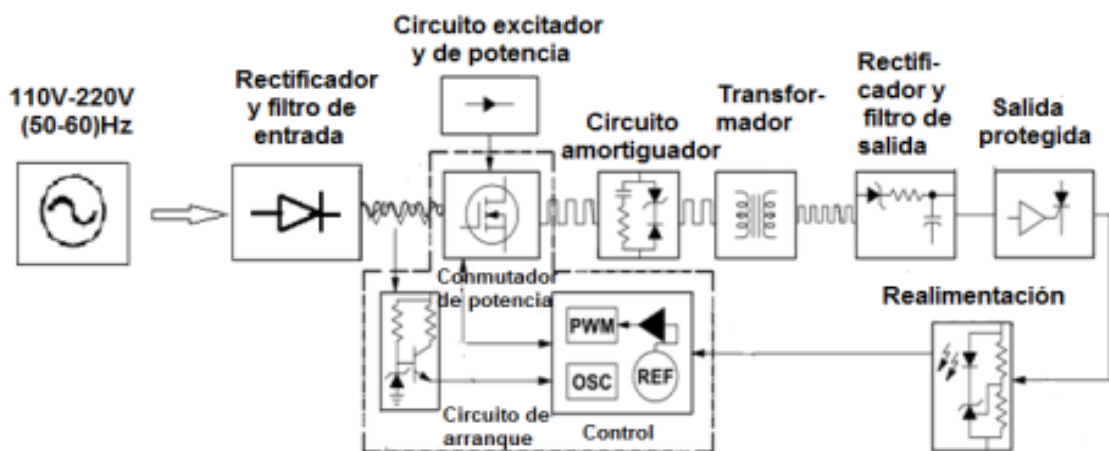 Circuito excitador
y de potencia
110V-220V
(50-60)Hz
Rectificador
y filtro de
entrada
Circuito
amortiguador
Transfor-
mador
Rectifi-
cador y
filtro de
salida
Salida
protegida
Conmutador
de potencia
Realimentación
PWM
OSC
REF
Circuito de
arranque
Control